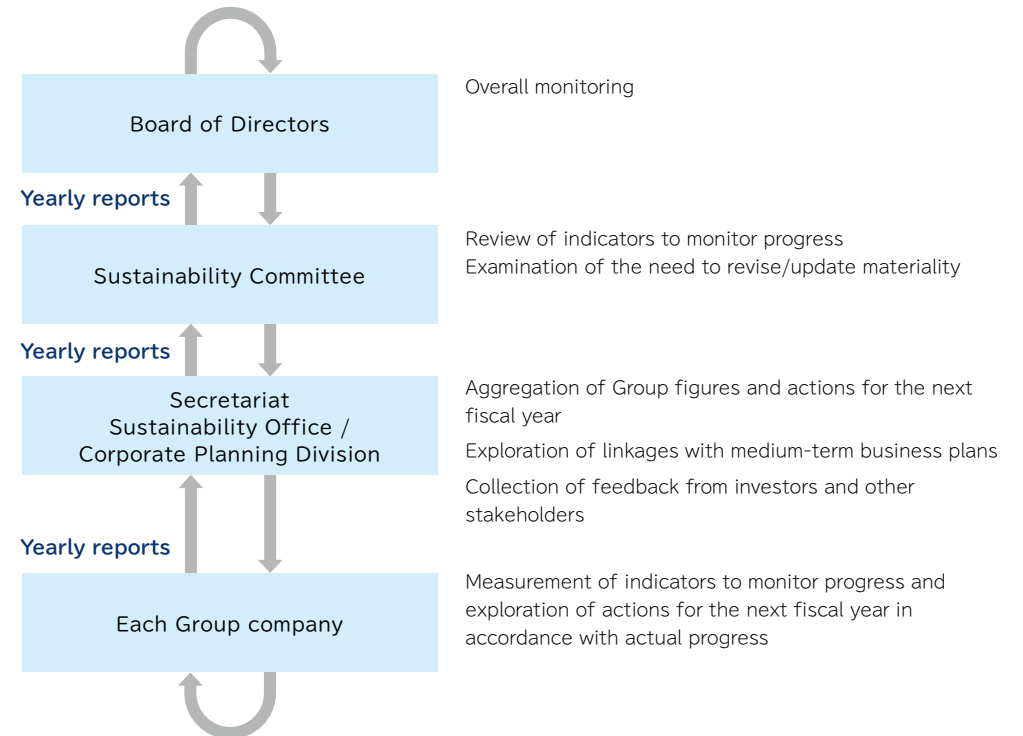 Board of Directors
Overall monitoring
Yearly reports
Sustainability Committee
Review of indicators to monitor progress
Examination of the need to revise/update materiality
Yearly reports
Secretariat
Sustainability Office /
Corporate Planning Division
Aggregation of Group figures and actions for the next
fiscal year
Exploration of linkages with medium-term business plans
Collection of feedback from investors and other
stakeholders
Yearly reports
Each Group company
Measurement of indicators to monitor progress and
exploration of actions for the next fiscal year in
accordance with actual progress